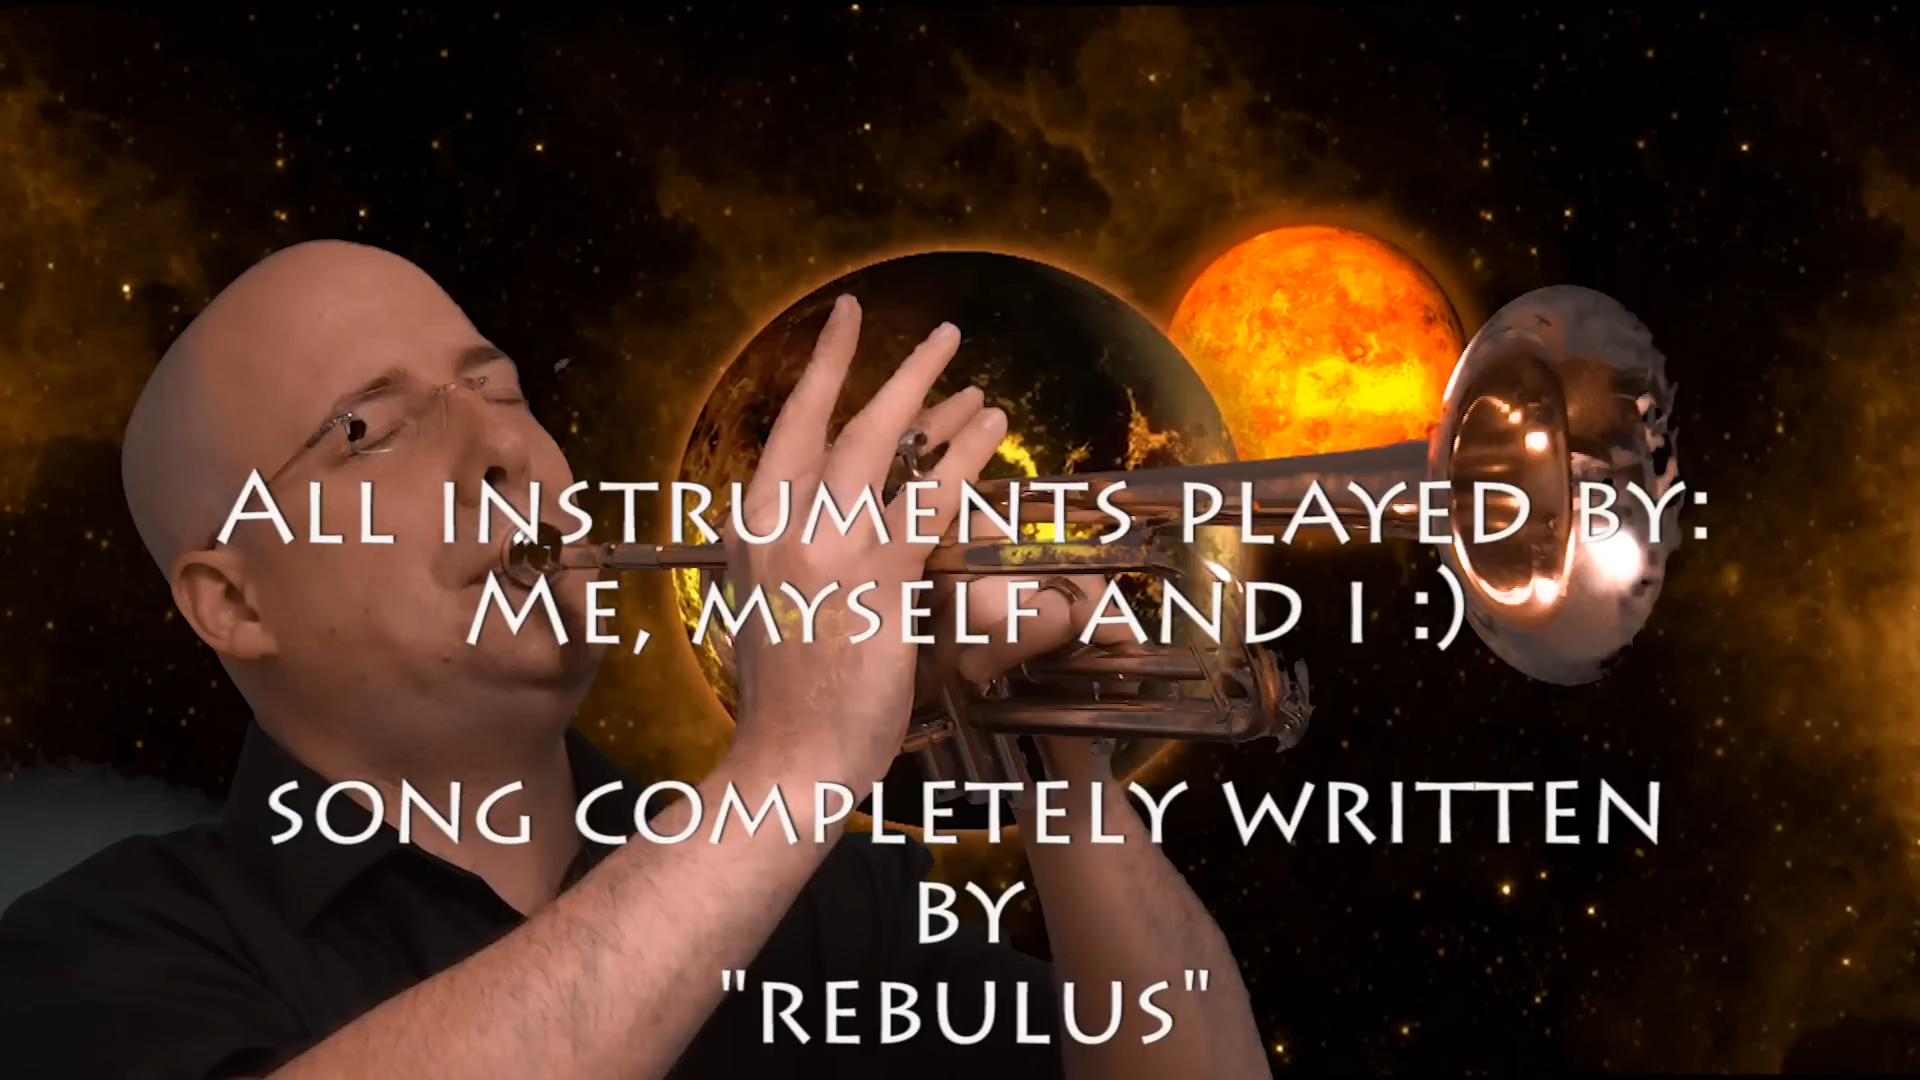 All instruments played by:
Me, myself and I :)
song completely written
by
"Rebulus"